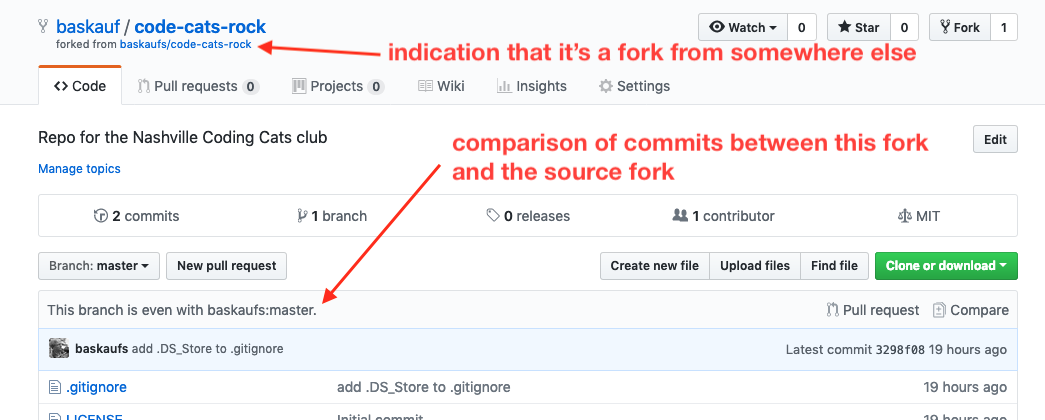 baskauf / code-cats-rock
forked from baskaufs/code-cats-rock
Watch 0 Star 0 Fork 1
indication that it's a fork from somewhere else
Code Pull requests 0 Projects 0 Wiki Insights Settings
Repo for the Nashville Coding Cats club
Edit
Manage topics
comparison of commits between this fork
and the source fork
2 commits 1 branch 0 releases 1 contributor MIT
Branch: master New pull request Create new file Upload files Find file Clone or download
This branch is even with baskaufs:master. Pull request Compare
baskaufs add .DS_Store to .gitignore Latest commit 3298f08 19 hours ago
.gitignore add .DS_Store to .gitignore 19 hours ago
LICENSE Initial commit 19 hours ago